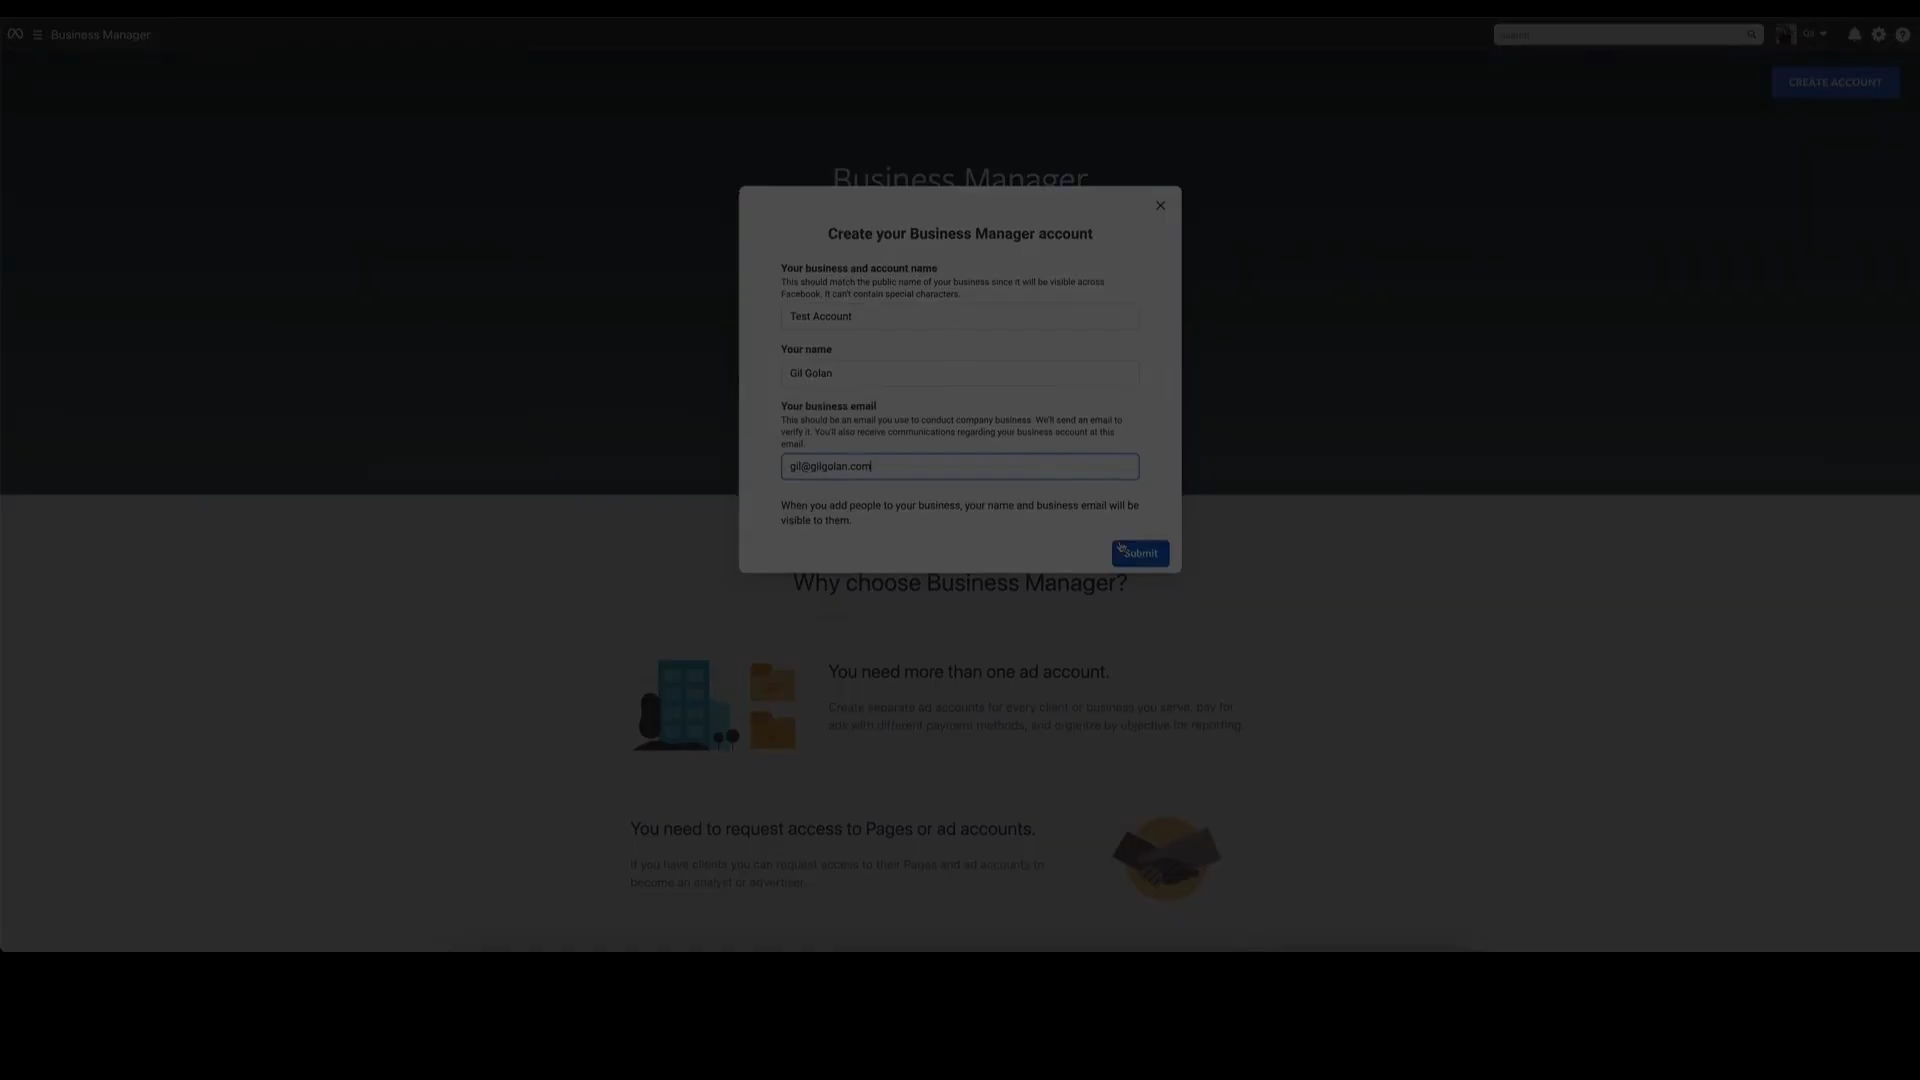 Business Manager
Search
Gil
CREATE ACCOUNT
Business Manager
Create your Business Manager account
Your business and account name
This should match the public name of your business since it will be visible across
Facebook. It can't contain special characters.
Test Account
Your name
Gil Golan
Your business email
This should be an email you use to conduct company business. We'll send an email to
verify it. You'll also receive communications regarding your business account at this
email.
gil@gilgolan.com
When you add people to your business, your name and business email will be
visible to them.
Submit
Why choose Business Manager?
You need more than one ad account.
Create separate ad accounts for every client or business you serve, pay for
ads with different payment methods, and organize by objective for reporting.
You need to request access to Pages or ad accounts.
If you have clients you can request access to their Pages and ad accounts to
become an analyst or advertiser.